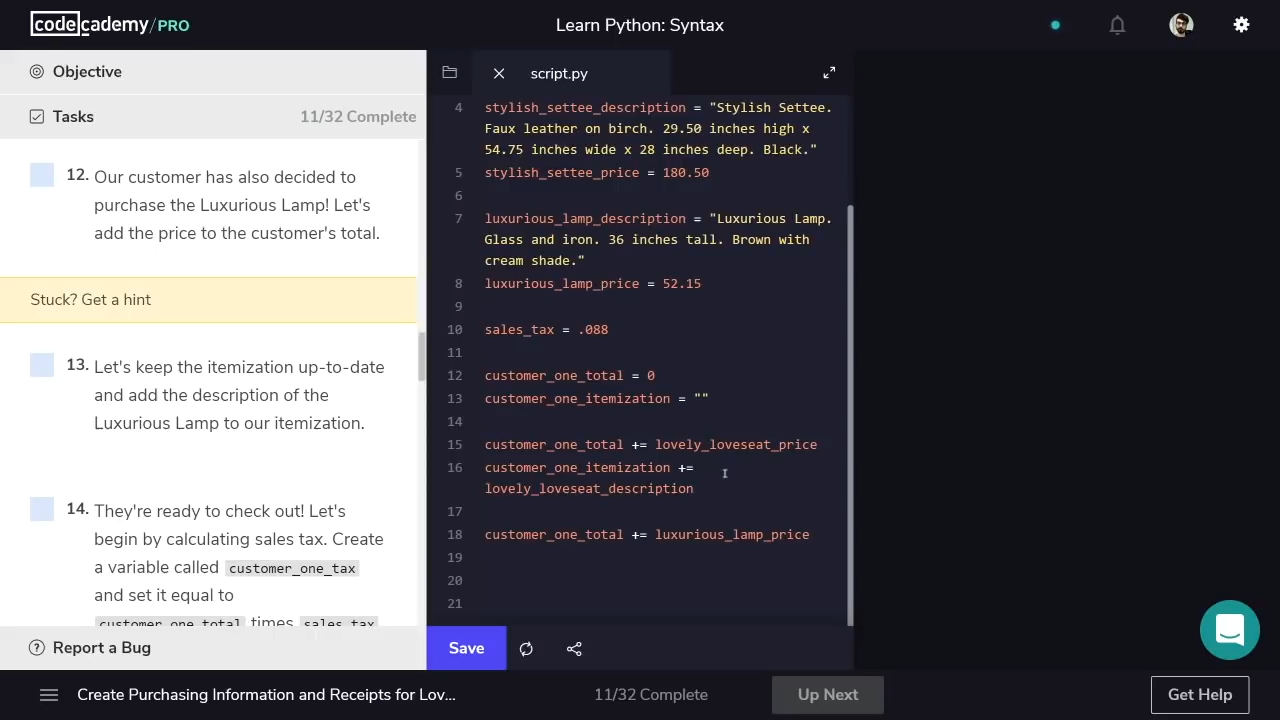 codecademy/PRO
Learn Python: Syntax
Objective
Tasks 11/32 Complete
12. Our customer has also decided to
purchase the Luxurious Lamp! Let's
add the price to the customer's total.
Stuck? Get a hint
13. Let's keep the itemization up-to-date
and add the description of the
Luxurious Lamp to our itemization.
14. They're ready to check out! Let's
begin by calculating sales tax. Create
a variable called customer_one_tax
and set it equal to
customer_one_total times sales_tax
Report a Bug
script.py
4 stylish_settee_description = "Stylish Settee.
Faux leather on birch. 29.50 inches high x
54.75 inches wide x 28 inches deep. Black."
5 stylish_settee_price = 180.50
6
7 luxurious_lamp_description = "Luxurious Lamp.
Glass and iron. 36 inches tall. Brown with
cream shade."
8 luxurious_lamp_price = 52.15
9
10 sales_tax = .088
11
12 customer_one_total = 0
13 customer_one_itemization = ""
14
15 customer_one_total += lovely_loveseat_price
16 customer_one_itemization +=
lovely_loveseat_description
17
18 customer_one_total += luxurious_lamp_price
19
20
21
Save
Create Purchasing Information and Receipts for Lov...
11/32 Complete
Up Next
Get Help